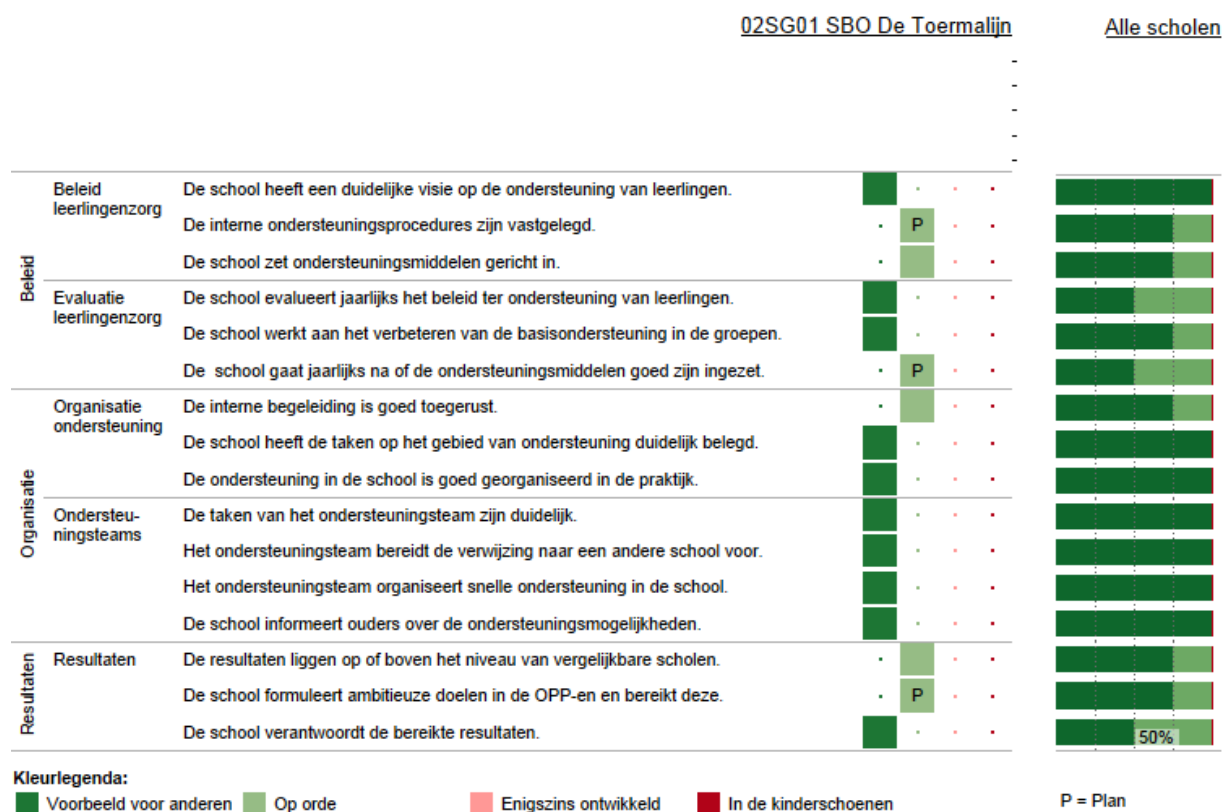 02SG01 SBO De Toermalijn Alle scholen
-
-
-
-
-
Beleid
Beleid leerlingenzorg
De school heeft een duidelijke visie op de ondersteuning van leerlingen.
De interne ondersteuningsprocedures zijn vastgelegd. P
De school zet ondersteuningsmiddelen gericht in.
Evaluatie leerlingenzorg
De school evalueert jaarlijks het beleid ter ondersteuning van leerlingen.
De school werkt aan het verbeteren van de basisondersteuning in de groepen.
De school gaat jaarlijks na of de ondersteuningsmiddelen goed zijn ingezet. P
Organisatie
Organisatie ondersteuning
De interne begeleiding is goed toegerust.
De school heeft de taken op het gebied van ondersteuning duidelijk belegd.
De ondersteuning in de school is goed georganiseerd in de praktijk.
Ondersteu-
ningsteams
De taken van het ondersteuningsteam zijn duidelijk.
Het ondersteuningsteam bereidt de verwijzing naar een andere school voor.
Het ondersteuningsteam organiseert snelle ondersteuning in de school.
De school informeert ouders over de ondersteuningsmogelijkheden.
Resultaten
Resultaten
De resultaten liggen op of boven het niveau van vergelijkbare scholen.
De school formuleert ambitieuze doelen in de OPP-en en bereikt deze. P
De school verantwoordt de bereikte resultaten. 50%
Kleurlegenda:
Voorbeeld voor anderen Op orde Enigszins ontwikkeld In de kinderschoenen P = Plan